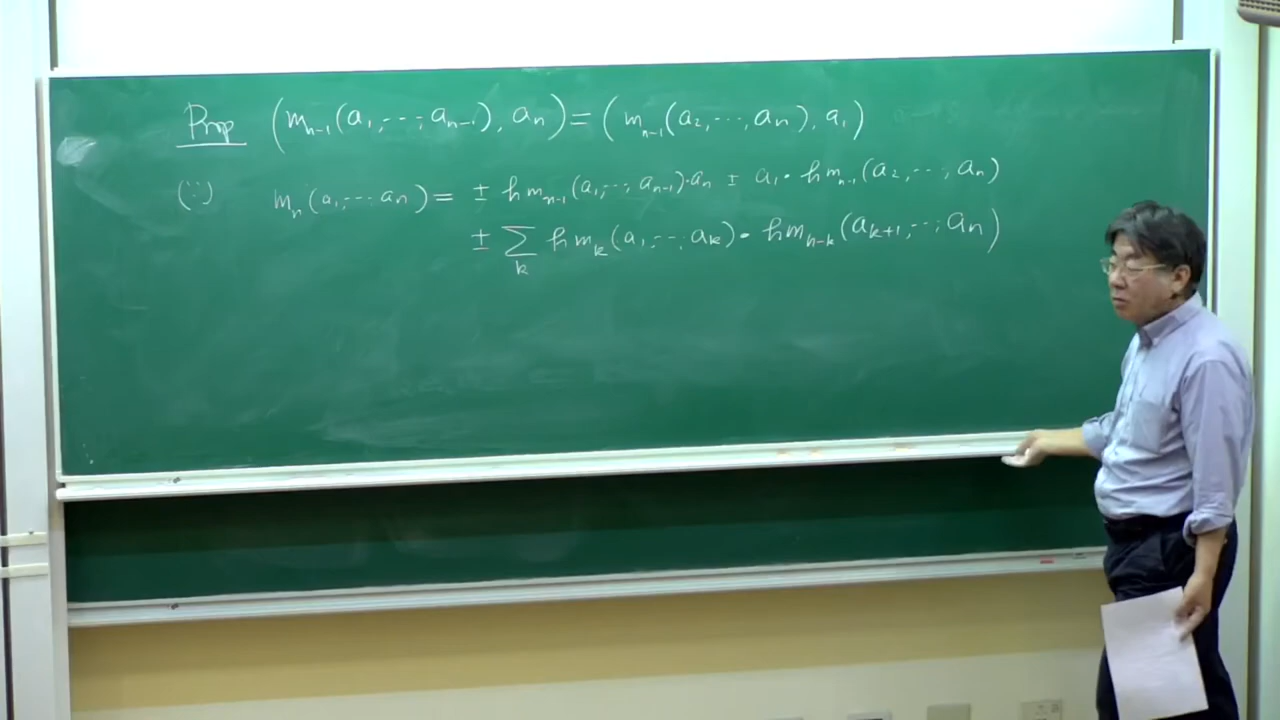 Prop (m_{n-1}(a_1, ..., a_{n-1}), a_n) = (m_{n-1}(a_2, ..., a_n), a_1)
(∵) m_n(a_1, ... a_n) = ± h m_{n-1}(a_1, ..., a_{n-1}) · a_n ± a_1 · h m_{n-1}(a_2, ..., a_n)
± ∑_k h m_k(a_1, ..., a_k) · h m_{n-k}(a_{k+1}, ..., a_n)